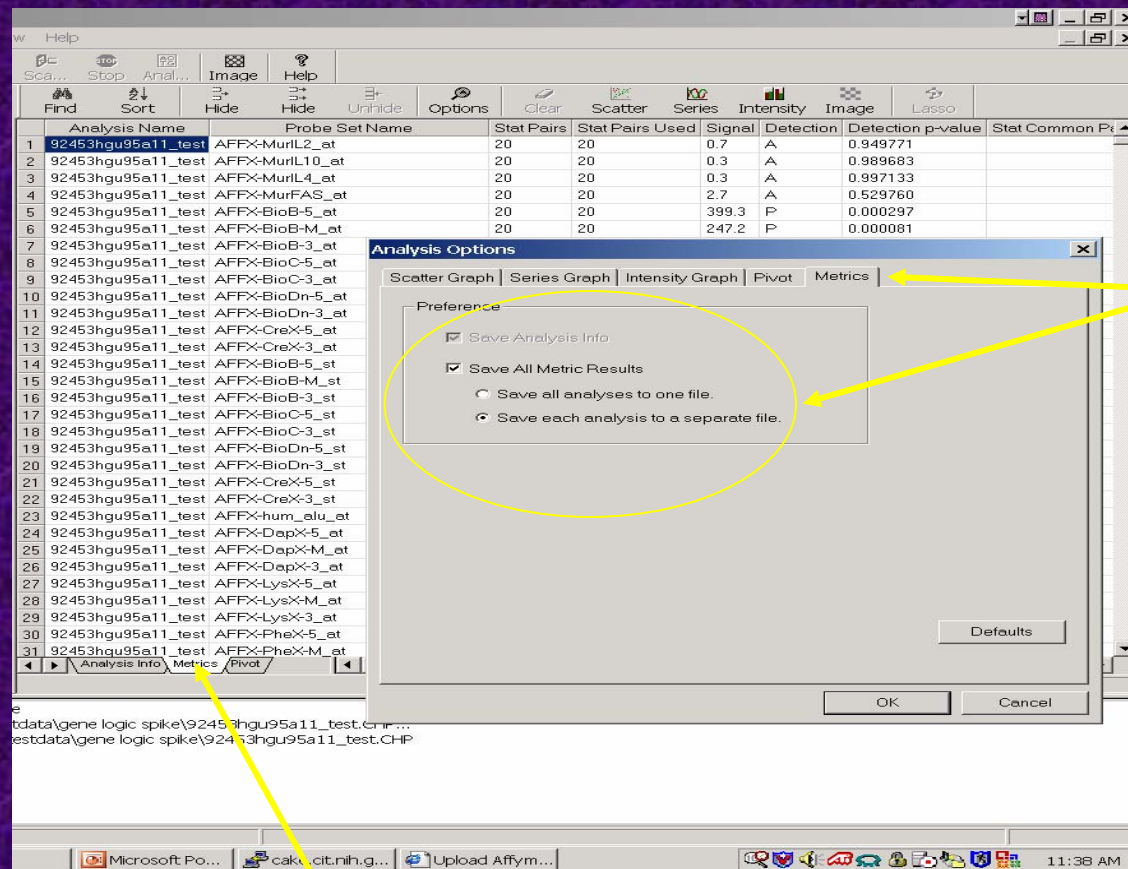 w Help
Sca... Stop Anal... Image Help
Find Sort Hide Hide Unhide Options Clear Scatter Series Intensity Image Lasso
Analysis Name Probe Set Name Stat Pairs Stat Pairs Used Signal Detection Detection p-value Stat Common Pa
1 92453hgu95a11_test AFFX-MurIL2_at 20 20 0.7 A 0.949771
2 92453hgu95a11_test AFFX-MurIL10_at 20 20 0.3 A 0.989683
3 92453hgu95a11_test AFFX-MurIL4_at 20 20 0.3 A 0.997133
4 92453hgu95a11_test AFFX-MurFAS_at 20 20 2.7 A 0.529760
5 92453hgu95a11_test AFFX-BioB-5_at 20 20 399.3 P 0.000297
6 92453hgu95a11_test AFFX-BioB-M_at 20 20 247.2 P 0.000081
7 92453hgu95a11_test AFFX-BioB-3_at
8 92453hgu95a11_test AFFX-BioC-5_at
9 92453hgu95a11_test AFFX-BioC-3_at
10 92453hgu95a11_test AFFX-BioDn-5_at
11 92453hgu95a11_test AFFX-BioDn-3_at
12 92453hgu95a11_test AFFX-CreX-5_at
13 92453hgu95a11_test AFFX-CreX-3_at
14 92453hgu95a11_test AFFX-BioB-5_st
15 92453hgu95a11_test AFFX-BioB-M_st
16 92453hgu95a11_test AFFX-BioB-3_st
17 92453hgu95a11_test AFFX-BioC-5_st
18 92453hgu95a11_test AFFX-BioC-3_st
19 92453hgu95a11_test AFFX-BioDn-5_st
20 92453hgu95a11_test AFFX-BioDn-3_st
21 92453hgu95a11_test AFFX-CreX-5_st
22 92453hgu95a11_test AFFX-CreX-3_st
23 92453hgu95a11_test AFFX-hum_alu_at
24 92453hgu95a11_test AFFX-DapX-5_at
25 92453hgu95a11_test AFFX-DapX-M_at
26 92453hgu95a11_test AFFX-DapX-3_at
27 92453hgu95a11_test AFFX-LysX-5_at
28 92453hgu95a11_test AFFX-LysX-M_at
29 92453hgu95a11_test AFFX-LysX-3_at
30 92453hgu95a11_test AFFX-PheX-5_at
31 92453hgu95a11_test AFFX-PheX-M_at
Analysis Info Metrics Pivot
Analysis Options
Scatter Graph Series Graph Intensity Graph Pivot Metrics
Preference
Save Analysis Info
Save All Metric Results
Save all analyses to one file.
Save each analysis to a separate file.
Defaults
OK Cancel
e
tdata\gene logic spike\92453hgu95a11_test.CHP...
estdata\gene logic spike\92453hgu95a11_test.CHP
Microsoft Po... cake.cit.nih.g... Upload Affym... 11:38 AM